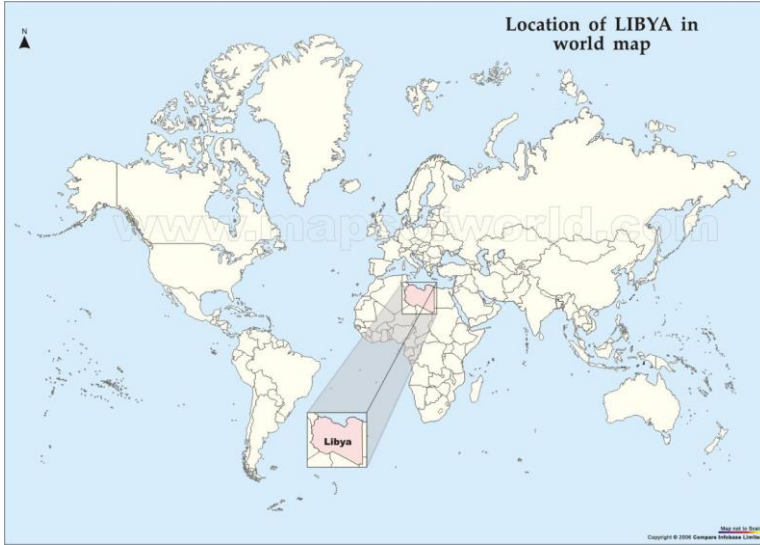 Location of LIBYA in
world map
N
www.mapsofworld.com
Libya
Map not to Scale
Copyright © 2006 Compare Infobase Limited